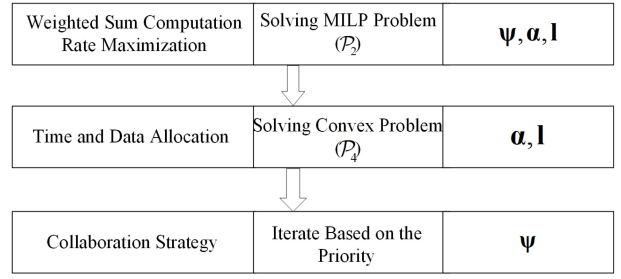 Weighted Sum Computation
Rate Maximization
Solving MILP Problem
(𝒫₂)
ψ, α, l
Time and Data Allocation
Solving Convex Problem
(𝒫₄)
α, l
Collaboration Strategy
Iterate Based on the
Priority
ψ